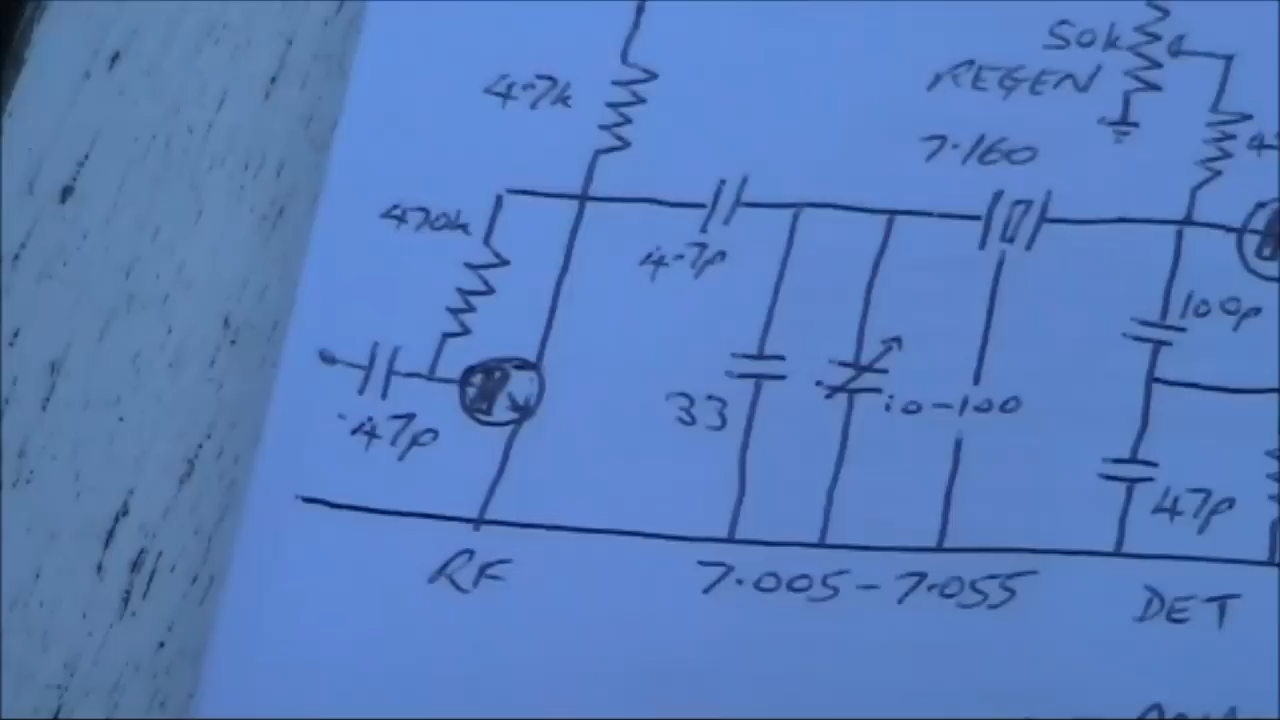 50k
REGEN
4.7k
7.160
470k
4.7p
100p
10-100
33
47p
47p
RF
7.005-7.055
DET